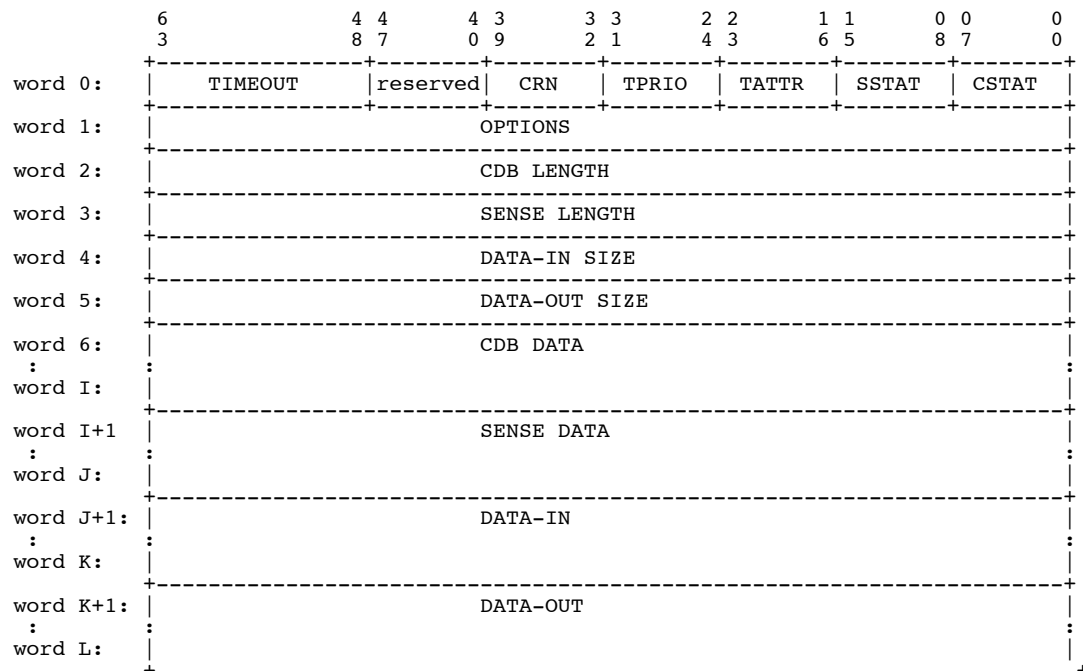 6                4 4      4 3      3 3      2 2      1 1      0 0      0
            3                8 7      0 9      2 1      4 3      6 5      8 7      0
           +-----------------+--------+--------+--------+--------+--------+--------+
word 0:    |    TIMEOUT      |reserved|  CRN   | TPRIO  | TATTR  | SSTAT  | CSTAT  |
           +-----------------+--------+--------+--------+--------+--------+--------+
word 1:    |                         OPTIONS                                       |
           +-----------------------------------------------------------------------+
word 2:    |                         CDB LENGTH                                    |
           +-----------------------------------------------------------------------+
word 3:    |                         SENSE LENGTH                                  |
           +-----------------------------------------------------------------------+
word 4:    |                         DATA-IN SIZE                                  |
           +-----------------------------------------------------------------------+
word 5:    |                         DATA-OUT SIZE                                 |
           +-----------------------------------------------------------------------+
word 6:    |                         CDB DATA                                      |
 :         :                                                                       :
word I:    |                                                                       |
           +-----------------------------------------------------------------------+
word I+1   |                         SENSE DATA                                    |
 :         :                                                                       :
word J:    |                                                                       |
           +-----------------------------------------------------------------------+
word J+1:  |                         DATA-IN                                       |
 :         :                                                                       :
word K:    |                                                                       |
           +-----------------------------------------------------------------------+
word K+1:  |                         DATA-OUT                                      |
 :         :                                                                       :
word L:    |                                                                       |
           +-----------------------------------------------------------------------+